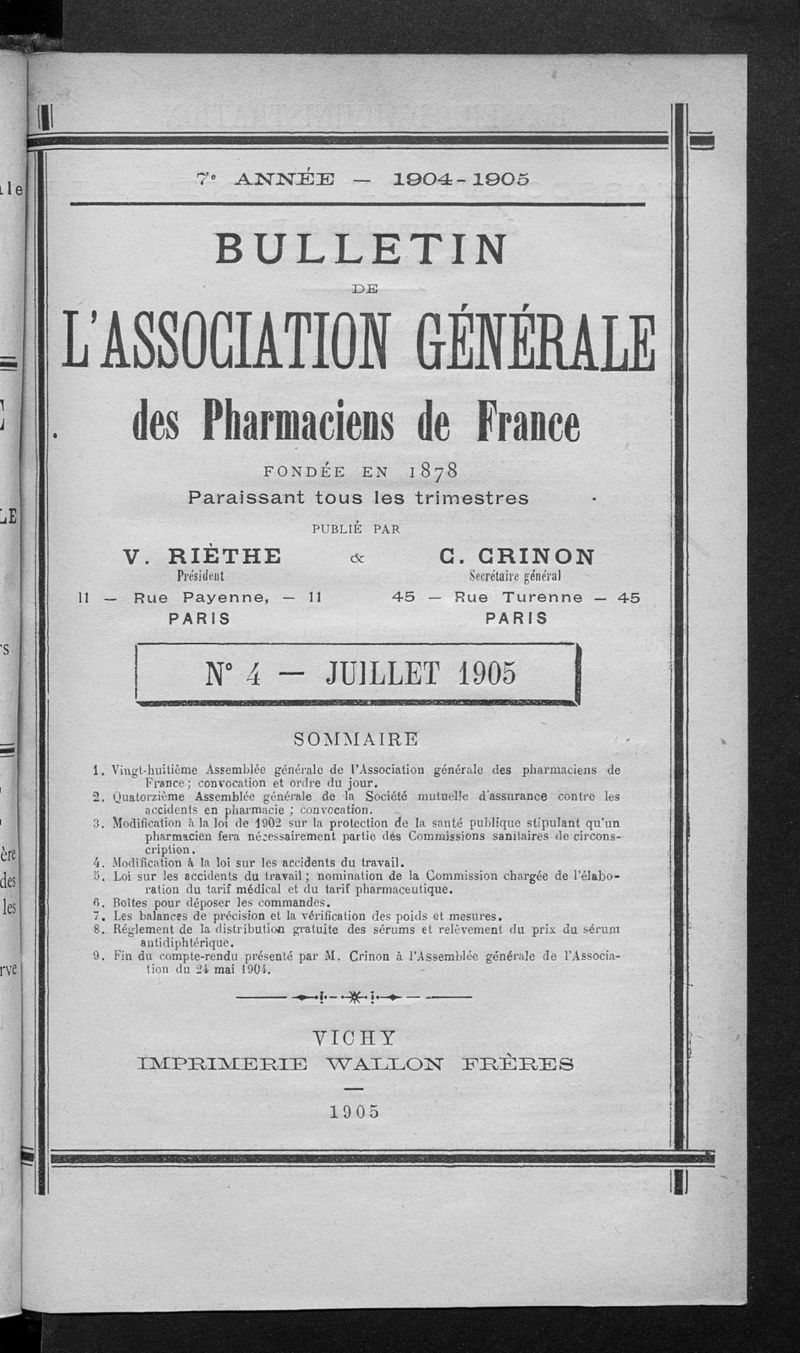 7e ANNÉE — 1904-1905
BULLETIN
DE
L'ASSOCIATION GÉNÉRALE
des Pharmaciens de France
FONDÉE EN 1878
Paraissant tous les trimestres
PUBLIÉ PAR
V. RIÈTHE & C. CRINON
Président Secrétaire général
11 — Rue Payenne, — 11 45 — Rue Turenne — 45
PARIS PARIS
N° 4 — JUILLET 1905
SOMMAIRE
1. Vingt-huitième Assemblée générale de l'Association générale des pharmaciens de
France ; convocation et ordre du jour.
2. Quatorzième Assemblée générale de la Société mutuelle d'assurance contre les
accidents en pharmacie ; convocation.
3. Modification à la loi de 1902 sur la protection de la santé publique stipulant qu'un
pharmacien fera nécessairement partie des Commissions sanitaires de circons-
cription.
4. Modification à la loi sur les accidents du travail.
5. Loi sur les accidents du travail ; nomination de la Commission chargée de l'élabo-
ration du tarif médical et du tarif pharmaceutique.
6. Boîtes pour déposer les commandes.
7. Les balances de précision et la vérification des poids et mesures.
8. Réglement de la distribution gratuite des sérums et relèvement du prix du sérum
antidiphtérique.
9. Fin du compte-rendu présenté par M. Crinon à l'Assemblée générale de l'Associa-
tion du 24 mai 1904.
VICHY
IMPRIMERIE WALLON FRÈRES
1905